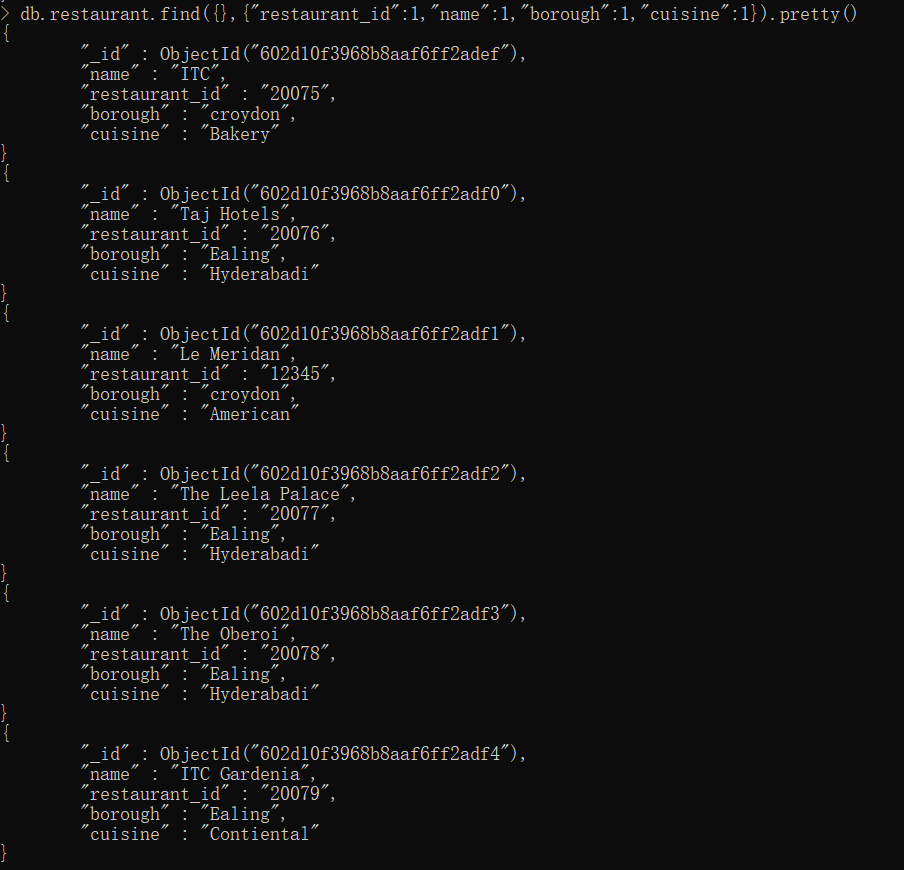 > db.restaurant.find({},{"restaurant_id":1,"name":1,"borough":1,"cuisine":1}).pretty()
{
        "_id" : ObjectId("602d10f3968b8aaf6ff2adef"),
        "name" : "ITC",
        "restaurant_id" : "20075",
        "borough" : "croydon",
        "cuisine" : "Bakery"
}
{
        "_id" : ObjectId("602d10f3968b8aaf6ff2adf0"),
        "name" : "Taj Hotels",
        "restaurant_id" : "20076",
        "borough" : "Ealing",
        "cuisine" : "Hyderabadi"
}
{
        "_id" : ObjectId("602d10f3968b8aaf6ff2adf1"),
        "name" : "Le Meridan",
        "restaurant_id" : "12345",
        "borough" : "croydon",
        "cuisine" : "American"
}
{
        "_id" : ObjectId("602d10f3968b8aaf6ff2adf2"),
        "name" : "The Leela Palace",
        "restaurant_id" : "20077",
        "borough" : "Ealing",
        "cuisine" : "Hyderabadi"
}
{
        "_id" : ObjectId("602d10f3968b8aaf6ff2adf3"),
        "name" : "The Oberoi",
        "restaurant_id" : "20078",
        "borough" : "Ealing",
        "cuisine" : "Hyderabadi"
}
{
        "_id" : ObjectId("602d10f3968b8aaf6ff2adf4"),
        "name" : "ITC Gardenia",
        "restaurant_id" : "20079",
        "borough" : "Ealing",
        "cuisine" : "Contiental"
}